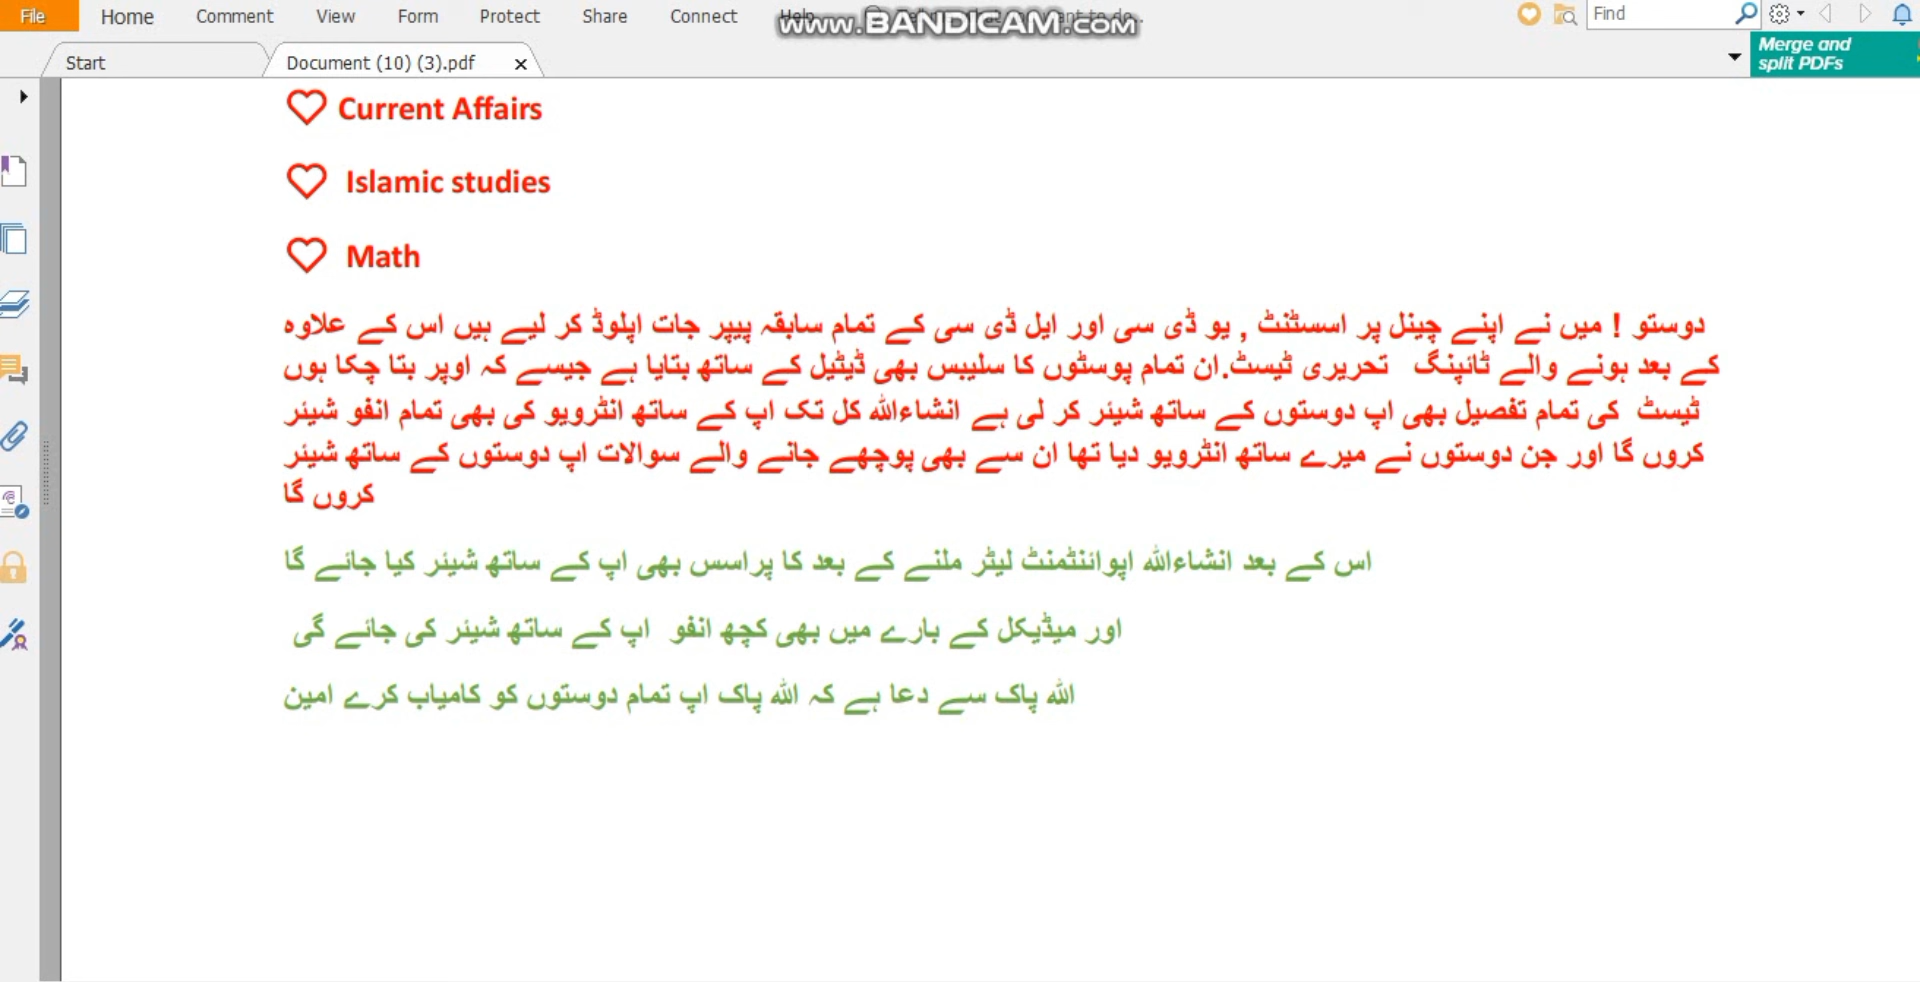 File Home Comment View Form Protect Share Connect Help
www.BANDICAM.com
Find
Start
Document (10) (3).pdf
Merge and
split PDFs
Current Affairs
Islamic studies
Math
دوستو ! میں نے اپنے چینل پر اسسٹنٹ , یو ڈی سی اور ایل ڈی سی کے تمام سابقہ پیپر جات اپلوڈ کر لیے ہیں اس کے علاوہ
کے بعد ہونے والے ٹائپنگ تحریری ٹیسٹ.ان تمام پوسٹوں کا سلیبس بھی ڈیٹیل کے ساتھ بتایا ہے جیسے کہ اوپر بتا چکا ہوں
ٹیسٹ کی تمام تفصیل بھی اپ دوستوں کے ساتھ شیئر کر لی ہے انشاءاللہ کل تک اپ کے ساتھ انٹرویو کی بھی تمام انفو شیئر
کروں گا اور جن دوستوں نے میرے ساتھ انٹرویو دیا تھا ان سے بھی پوچھے جانے والے سوالات اپ دوستوں کے ساتھ شیئر
کروں گا
اس کے بعد انشاءاللہ اپوائنٹمنٹ لیٹر ملنے کے بعد کا پراسس بھی اپ کے ساتھ شیئر کیا جائے گا
اور میڈیکل کے بارے میں بھی کچھ انفو اپ کے ساتھ شیئر کی جائے گی
اللہ پاک سے دعا ہے کہ اللہ پاک اپ تمام دوستوں کو کامیاب کرے امین